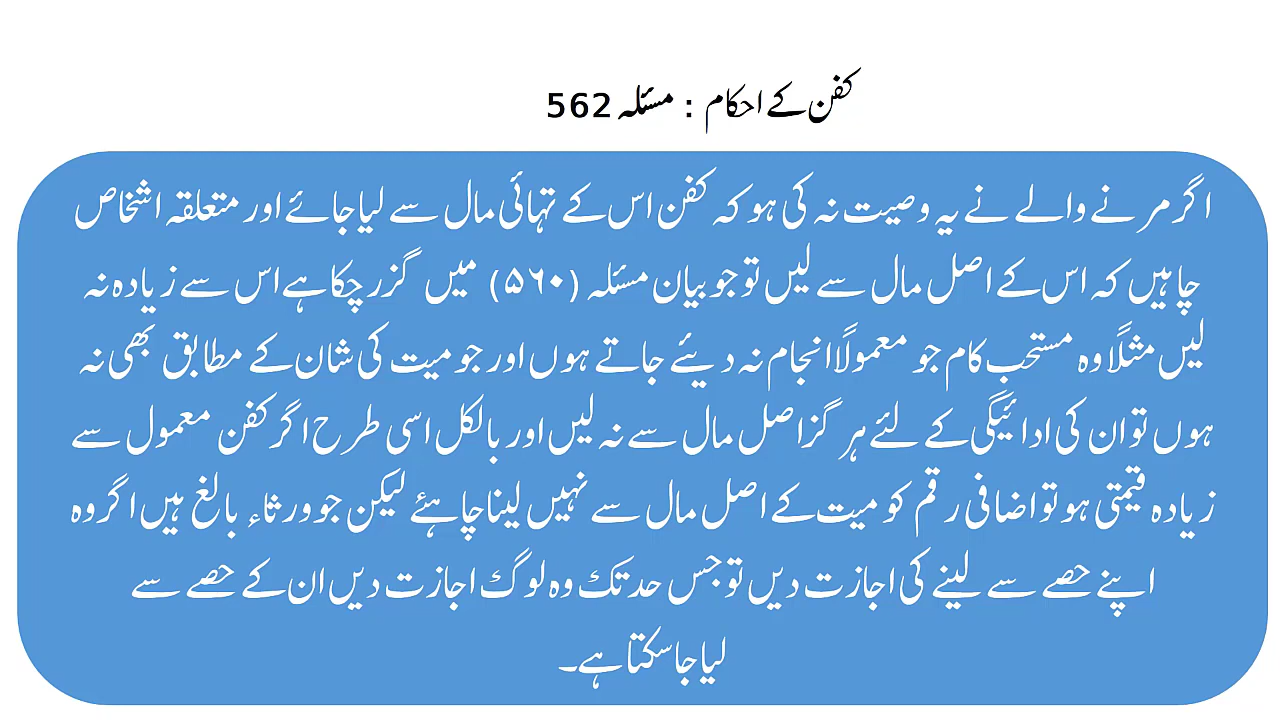 کفن کے احکام : مسئلہ 562
اگر مرنے والے نے یہ وصیت نہ کی ہو کہ کفن اس کے تہائی مال سے لیا جائے اور متعلقہ اشخاص
چاہیں کہ اس کے اصل مال سے لیں تو جو بیان مسئلہ (۵۶۰) میں گزر چکا ہے اس سے زیادہ نہ
لیں مثلًا وہ مستحب کام جو معمولًا انجام نہ دیئے جاتے ہوں اور جو میت کی شان کے مطابق بھی نہ
ہوں تو ان کی ادائیگی کے لئے ہر گز اصل مال سے نہ لیں اور بالکل اسی طرح اگر کفن معمول سے
زیادہ قیمتی ہو تو اضافی رقم کو میت کے اصل مال سے نہیں لینا چاہئے لیکن جو ورثاء بالغ ہیں اگر وہ
اپنے حصے سے لینے کی اجازت دیں تو جس حد تک وہ لوگ اجازت دیں ان کے حصے سے
لیا جا سکتا ہے۔